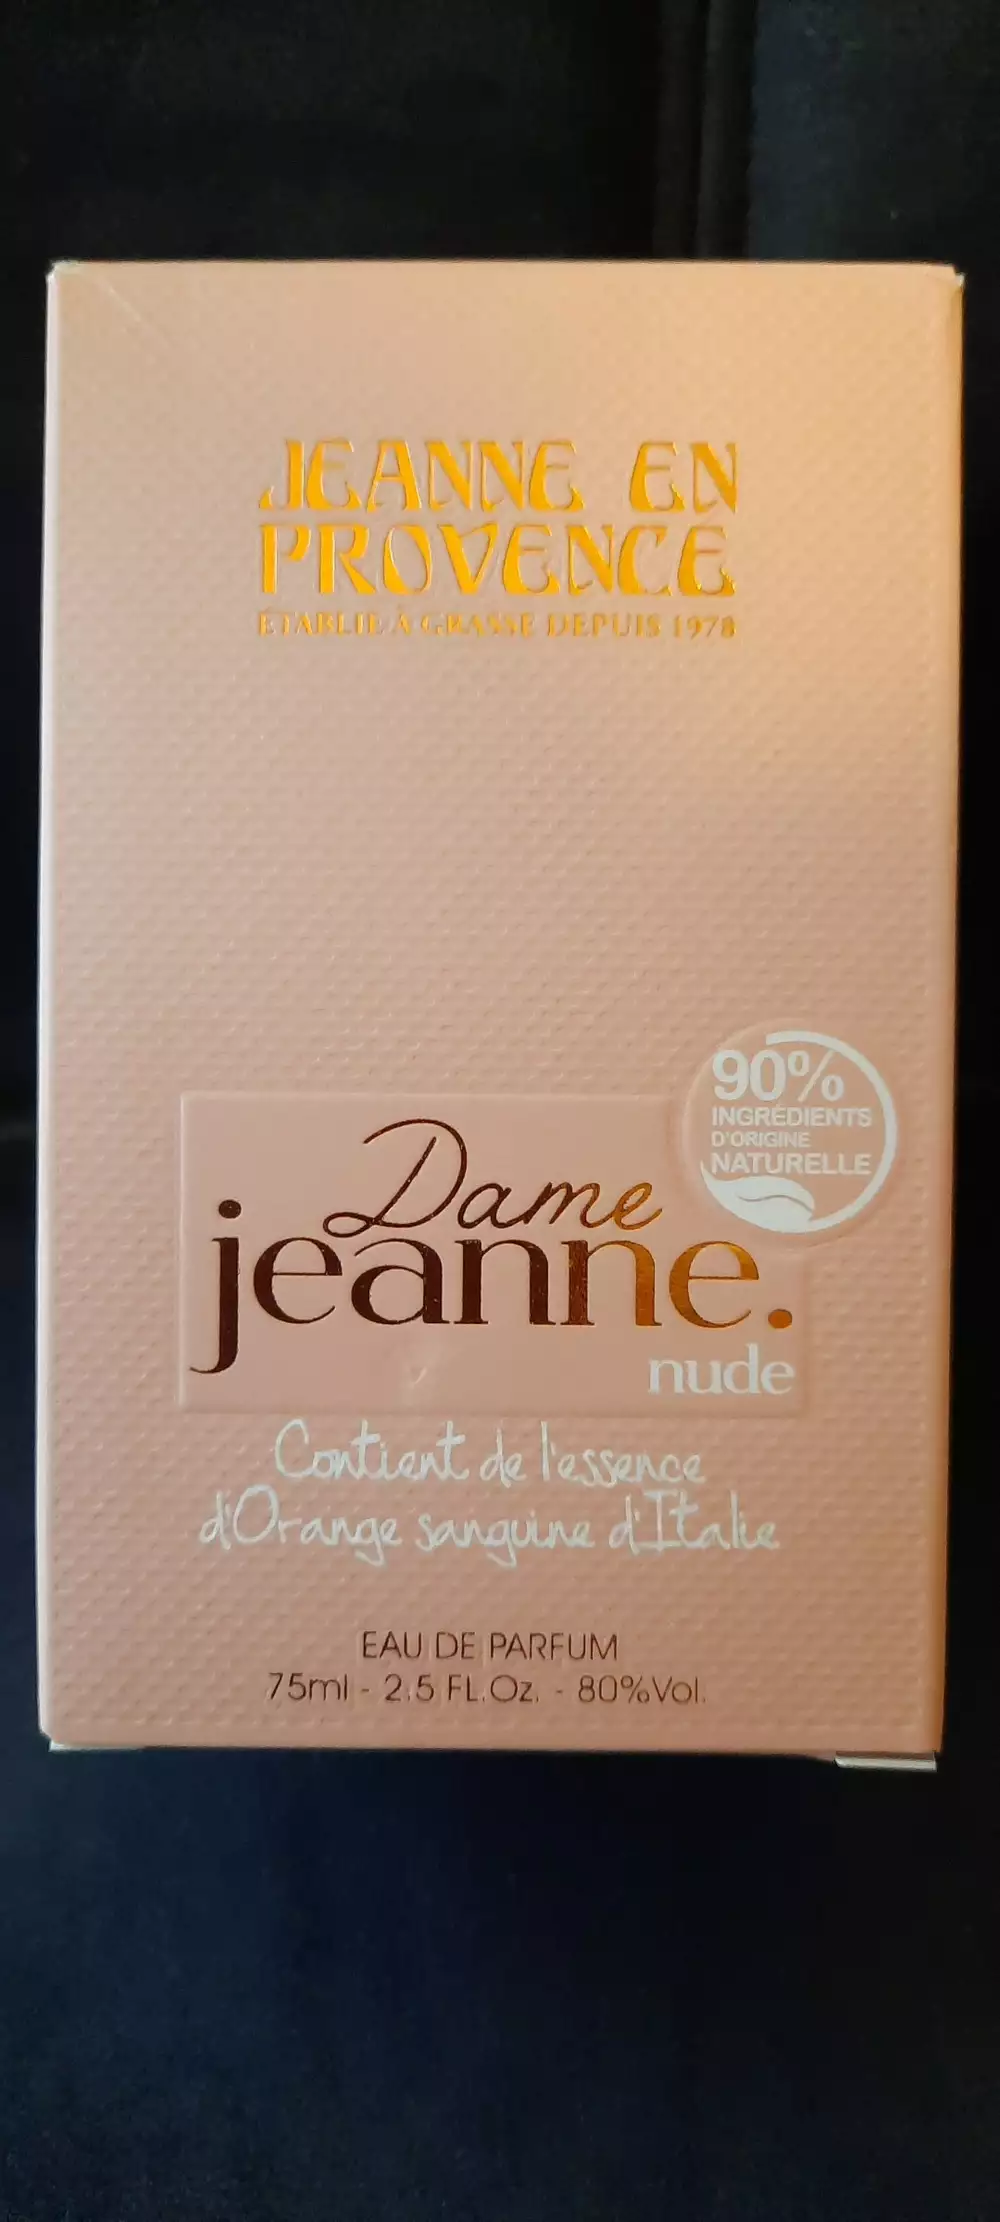 JEANNE EN
PROVENCE
ÉTABLIE À GRASSE DEPUIS 1978
90%
INGRÉDIENTS
D'ORIGINE
NATURELLE
Dame
jeanne.
nude
Contient de l'essence
d'Orange sanguine d'Italie
EAU DE PARFUM
75ml - 2.5 FL.Oz. - 80%Vol.